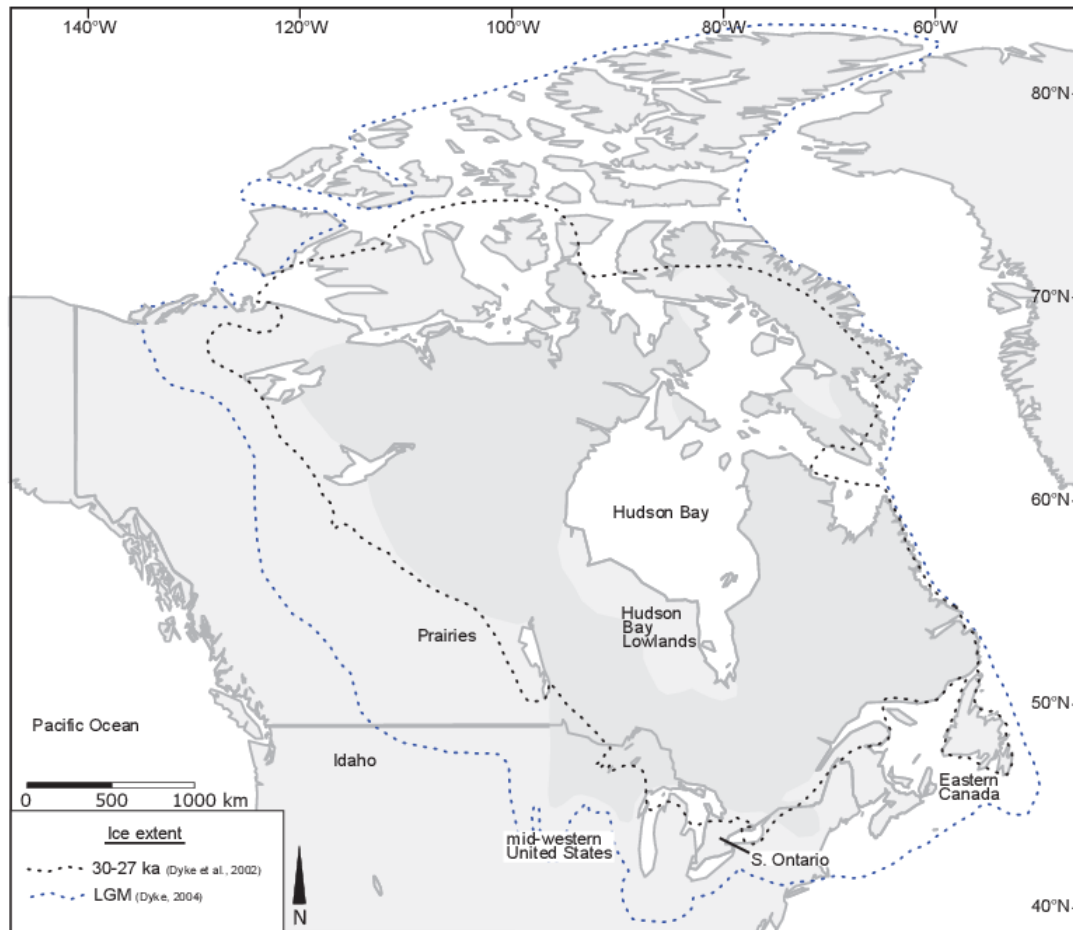 140°W
120°W
100°W
80°W
60°W
80°N
70°N
60°N
Hudson Bay
Hudson
Bay
Lowlands
Prairies
50°N
Pacific Ocean
Idaho
Eastern
Canada
0 500 1000 km
Ice extent
mid-western
United States
S. Ontario
30-27 ka (Dyke et al., 2002)
LGM (Dyke, 2004)
N
40°N